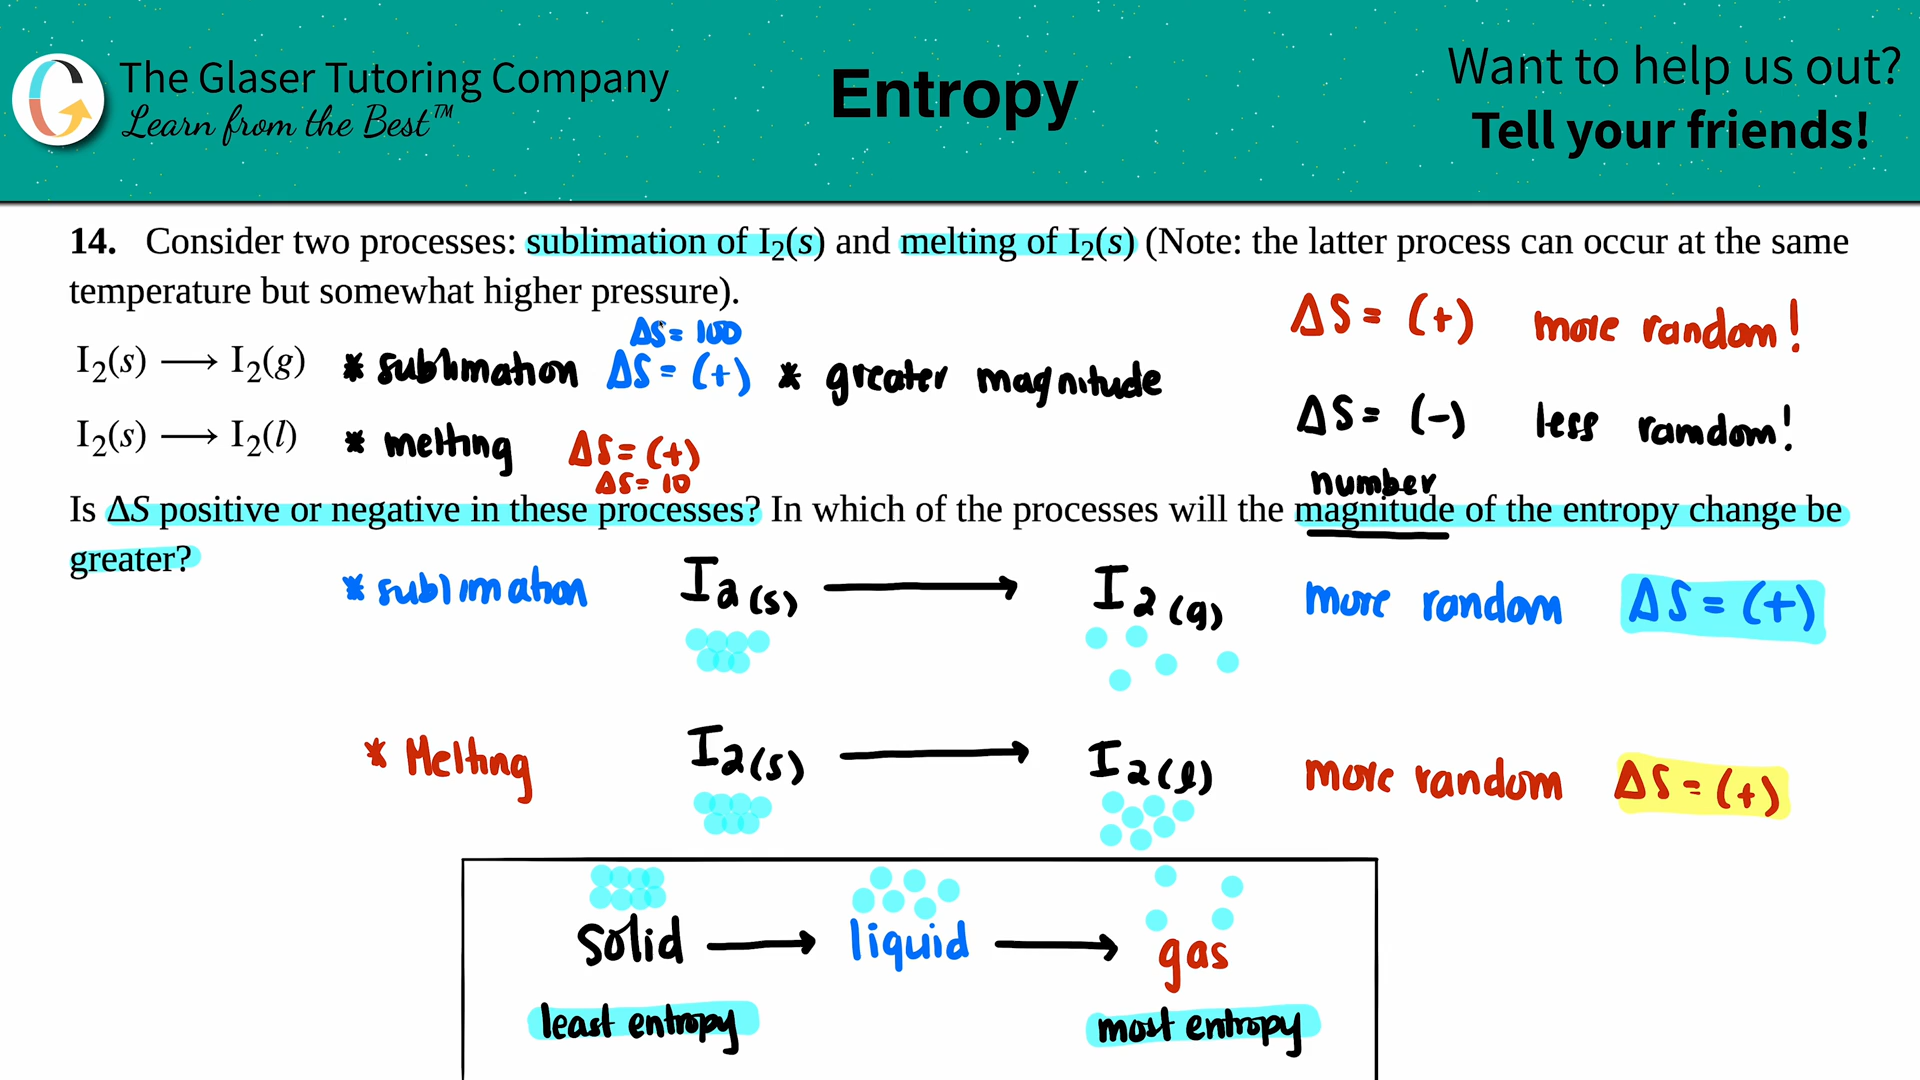 The Glaser Tutoring Company
Learn from the Best™
Entropy
Want to help us out?
Tell your friends!
14. Consider two processes: sublimation of I₂(s) and melting of I₂(s) (Note: the latter process can occur at the same
temperature but somewhat higher pressure).
ΔS = (+) more random!
ΔS = 100
I₂(s) ⟶ I₂(g) * sublimation ΔS = (+) * greater magnitude
ΔS = (-) less random!
I₂(s) ⟶ I₂(l) * melting ΔS = (+)
ΔS = 10
number
Is ΔS positive or negative in these processes? In which of the processes will the magnitude of the entropy change be
greater?
* sublimation I₂(s) ⟶ I₂(g) more random ΔS = (+)
* Melting I₂(s) ⟶ I₂(l) more random ΔS = (+)
solid ⟶ liquid ⟶ gas
least entropy most entropy